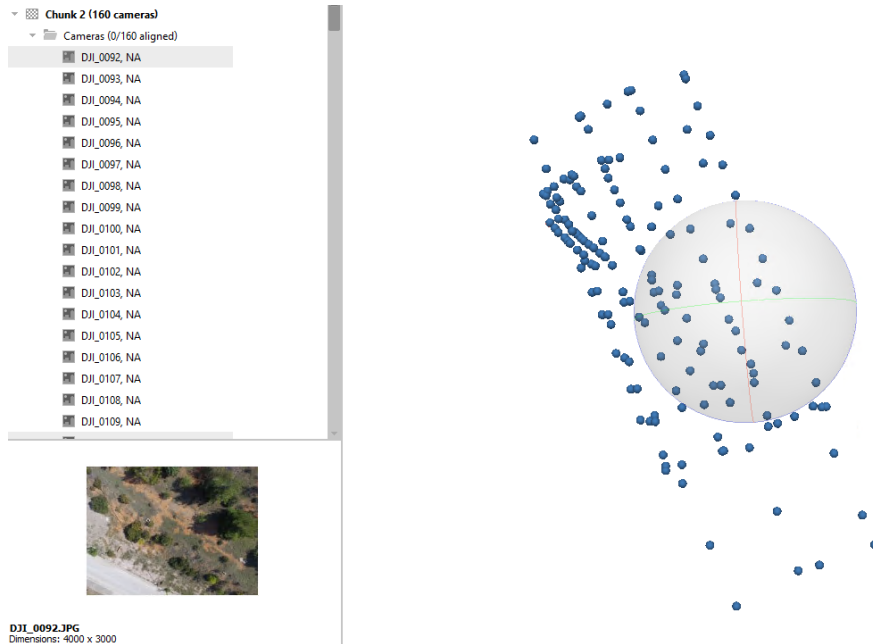 Chunk 2 (160 cameras)
Cameras (0/160 aligned)
DJI_0092, NA
DJI_0093, NA
DJI_0094, NA
DJI_0095, NA
DJI_0096, NA
DJI_0097, NA
DJI_0098, NA
DJI_0099, NA
DJI_0100, NA
DJI_0101, NA
DJI_0102, NA
DJI_0103, NA
DJI_0104, NA
DJI_0105, NA
DJI_0106, NA
DJI_0107, NA
DJI_0108, NA
DJI_0109, NA
DJI_0092.JPG
Dimensions: 4000 x 3000